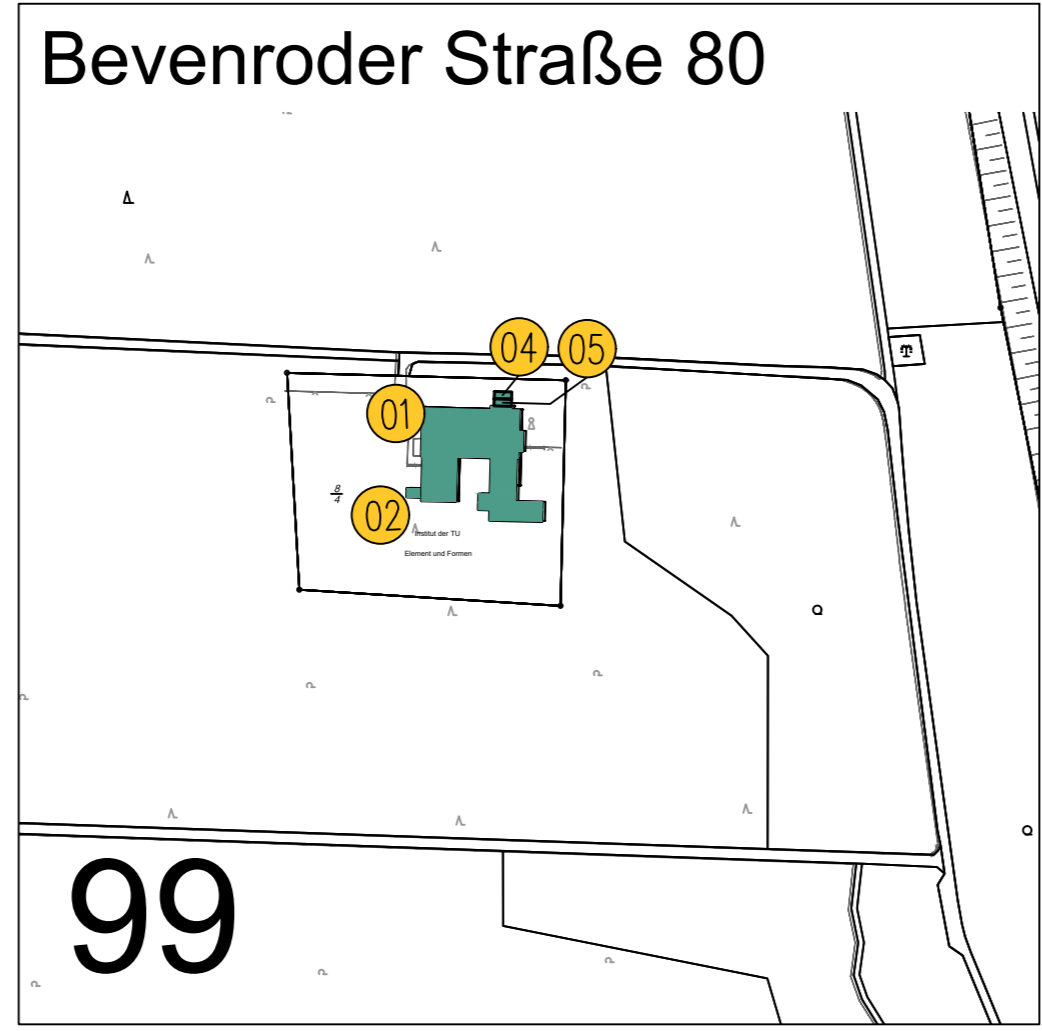 Bevenroder Straße 80
04 05
01
8
4
02
Institut der TU
Element und Formen
99